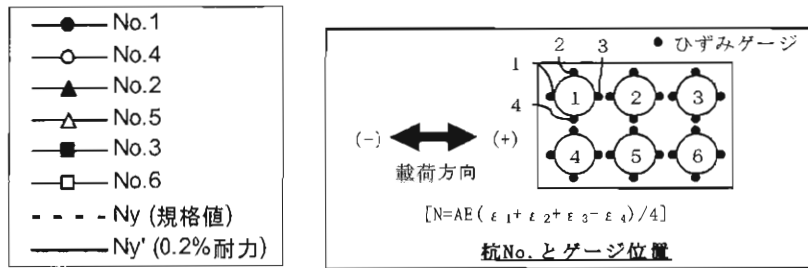 No.1
No.4
No.2
No.5
No.3
No.6
Ny (規格値)
Ny' (0.2%耐力)
ひずみゲージ
2
3
1
4
1
2
3
4
5
6
(-)
(+)
載荷方向
[N=AE(ε1+ε2+ε3-ε4)/4]
杭No.とゲージ位置